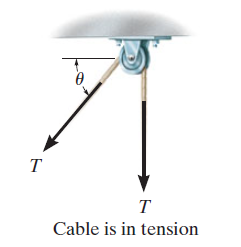 θ
T
T
Cable is in tension